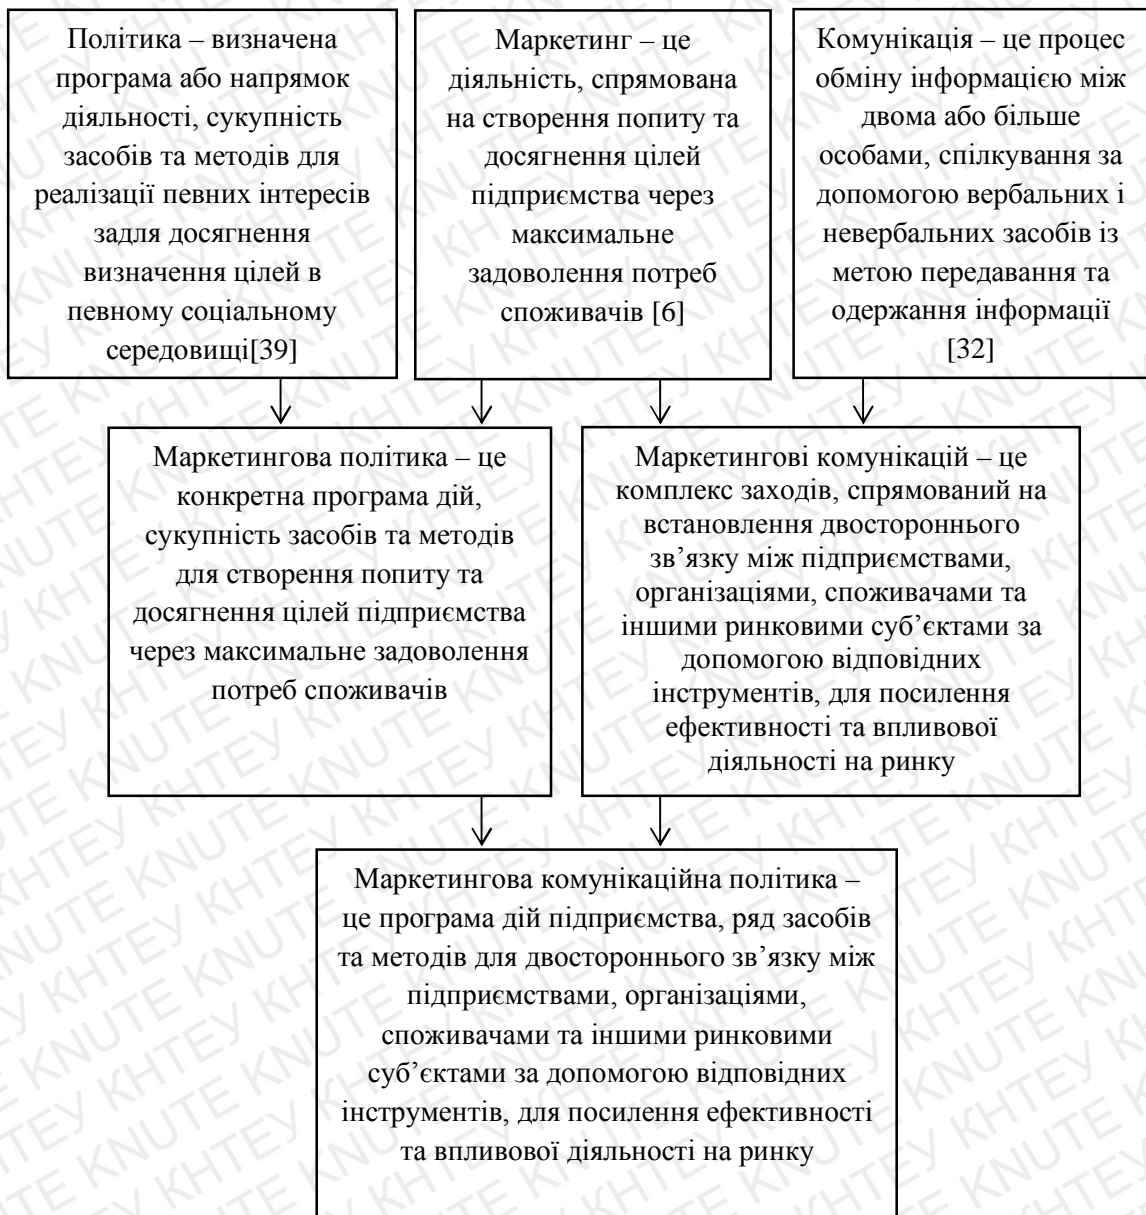 Політика – визначена
програма або напрямок
діяльності, сукупність
засобів та методів для
реалізації певних інтересів
задля досягнення
визначення цілей в
певному соціальному
середовищі[39]
Маркетинг – це
діяльність, спрямована
на створення попиту та
досягнення цілей
підприємства через
максимальне
задоволення потреб
споживачів [6]
Комунікація – це процес
обміну інформацією між
двома або більше
особами, спілкування за
допомогою вербальних і
невербальних засобів із
метою передавання та
одержання інформації
[32]
Маркетингова політика – це
конкретна програма дій,
сукупність засобів та методів
для створення попиту та
досягнення цілей підприємства
через максимальне задоволення
потреб споживачів
Маркетингові комунікацій – це
комплекс заходів, спрямований на
встановлення двостороннього
зв’язку між підприємствами,
організаціями, споживачами та
іншими ринковими суб’єктами за
допомогою відповідних
інструментів, для посилення
ефективності та впливової
діяльності на ринку
Маркетингова комунікаційна політика –
це програма дій підприємства, ряд засобів
та методів для двостороннього зв’язку між
підприємствами, організаціями,
споживачами та іншими ринковими
суб’єктами за допомогою відповідних
інструментів, для посилення ефективності
та впливової діяльності на ринку